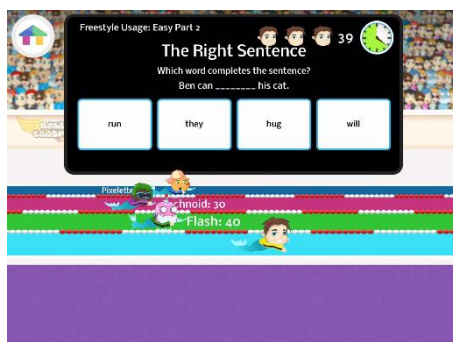 Freestyle Usage: Easy Part 2
39
The Right Sentence
Which word completes the sentence?
Ben can ________ his cat.
run
they
hug
will
Pixelette
chnoid: 30
Flash: 40